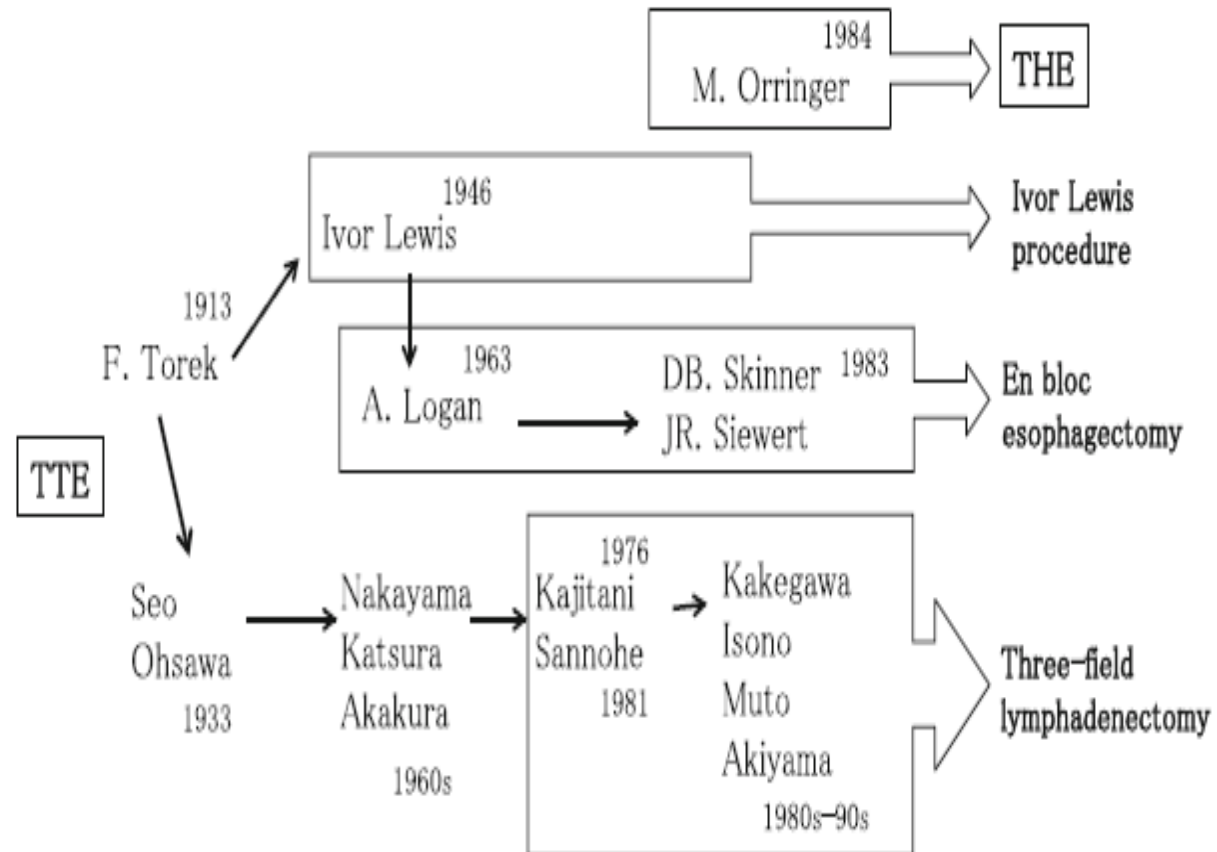 1984
M. Orringer
THE
1946
Ivor Lewis
Ivor Lewis
procedure
1913
F. Torek
1963
A. Logan
DB. Skinner
1983
JR. Siewert
En bloc
esophagectomy
TTE
Seo
Ohsawa
1933
Nakayama
Katsura
Akakura
1960s
1976
Kajitani
Sannohe
1981
Kakegawa
Isono
Muto
Akiyama
1980s-90s
Three-field
lymphadenectomy